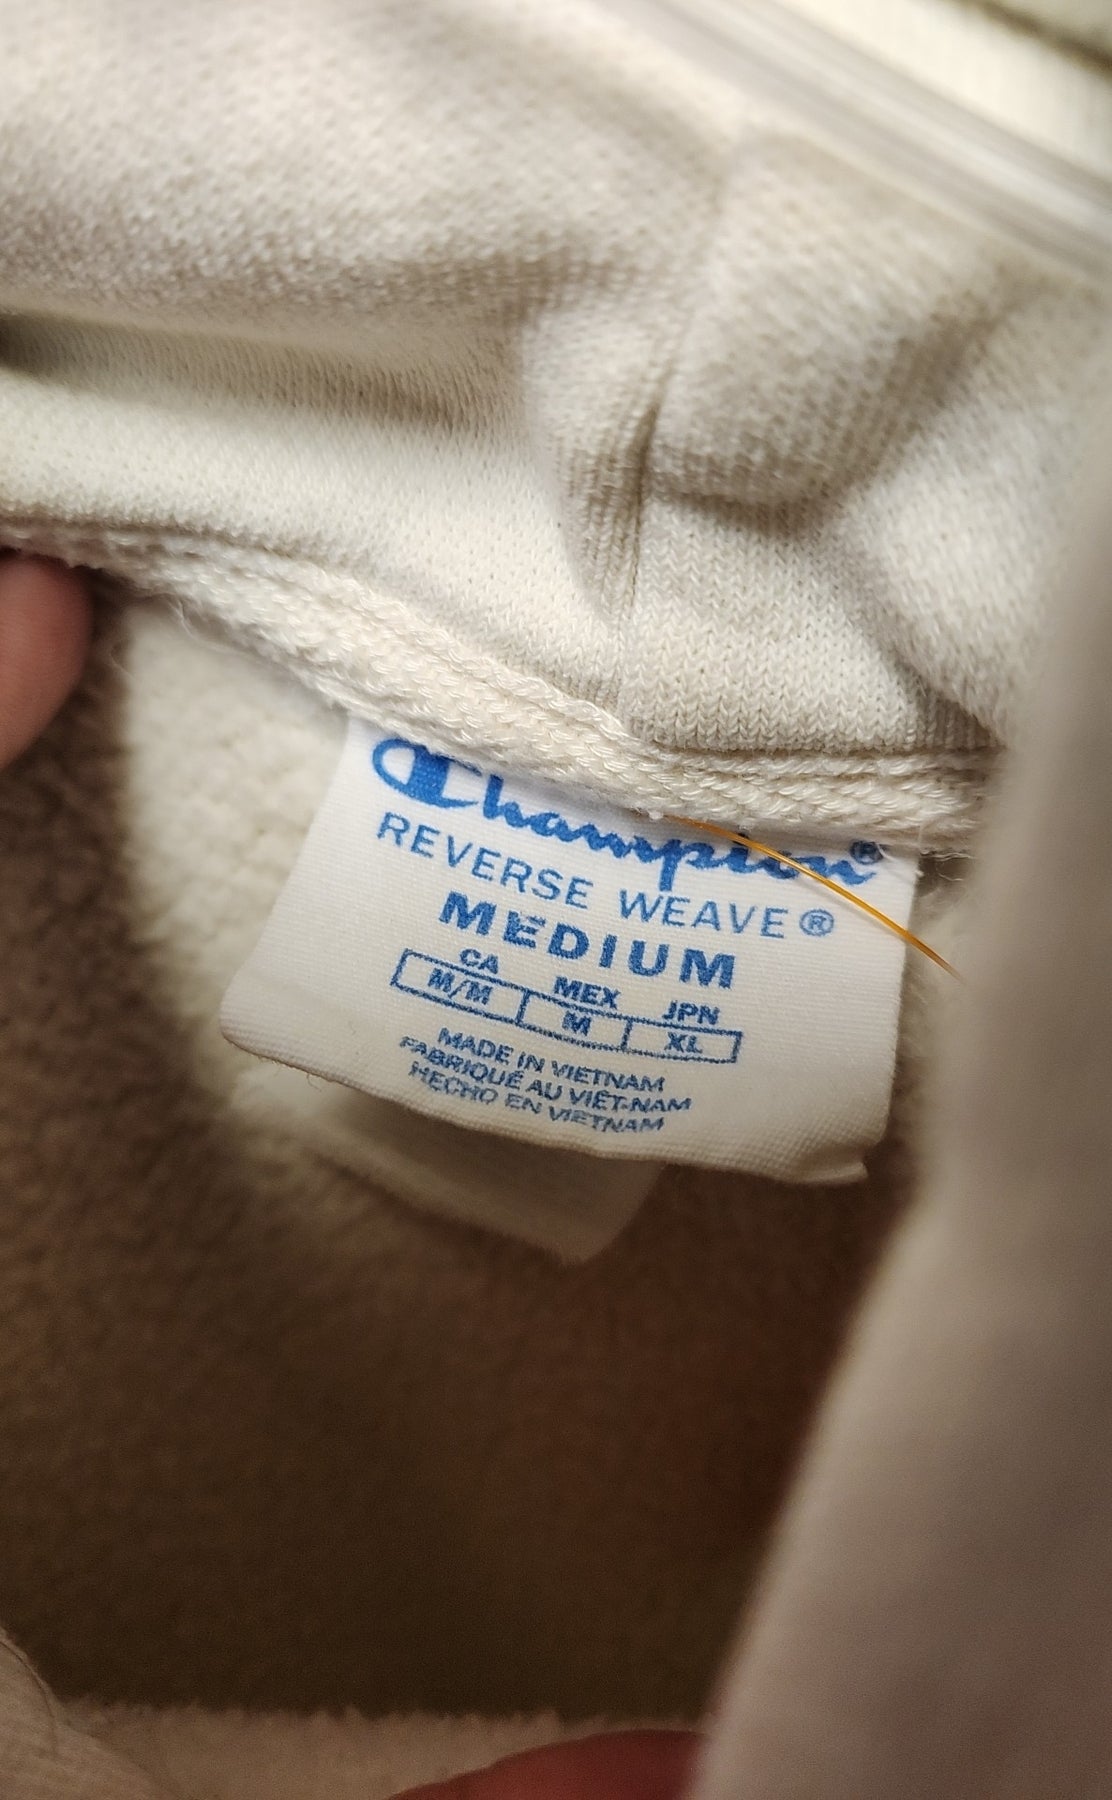 Champion®
REVERSE WEAVE®
MEDIUM
CA MEX JPN
M/M M XL
MADE IN VIETNAM
FABRIQUÉ AU VIÊT-NAM
HECHO EN VIETNAM